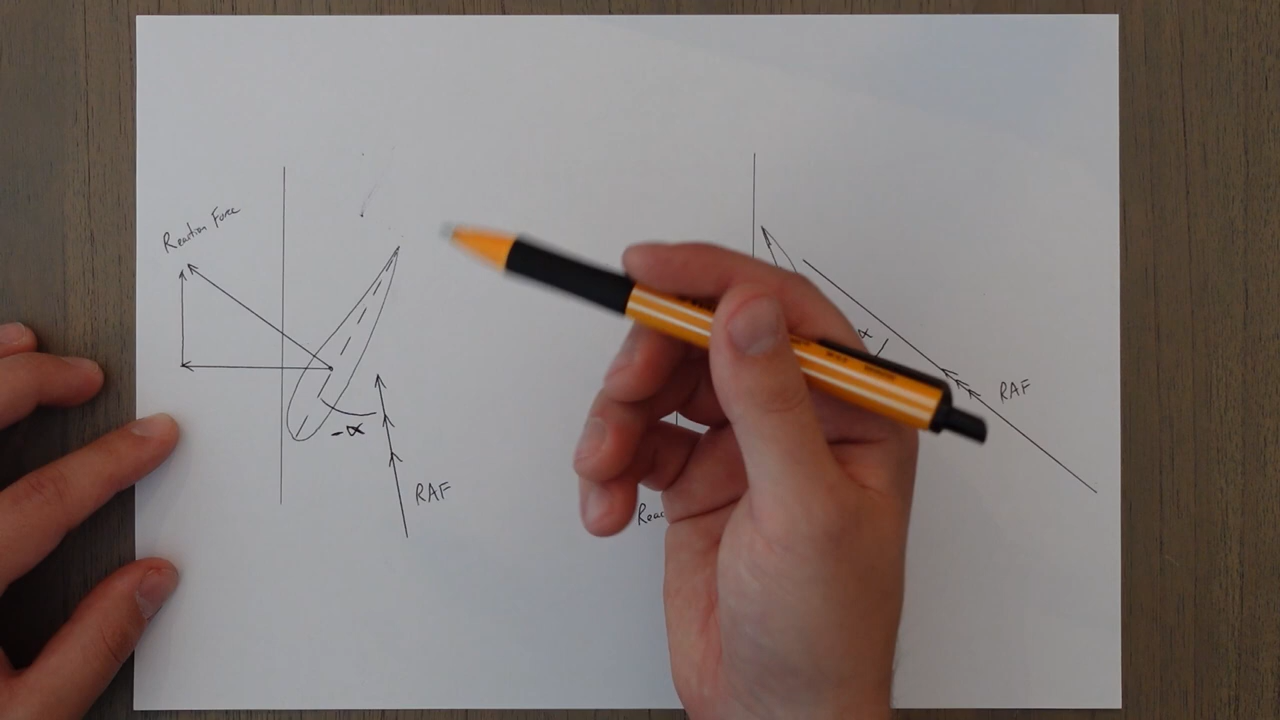 Reaction Force
-α
RAF
α
RAF